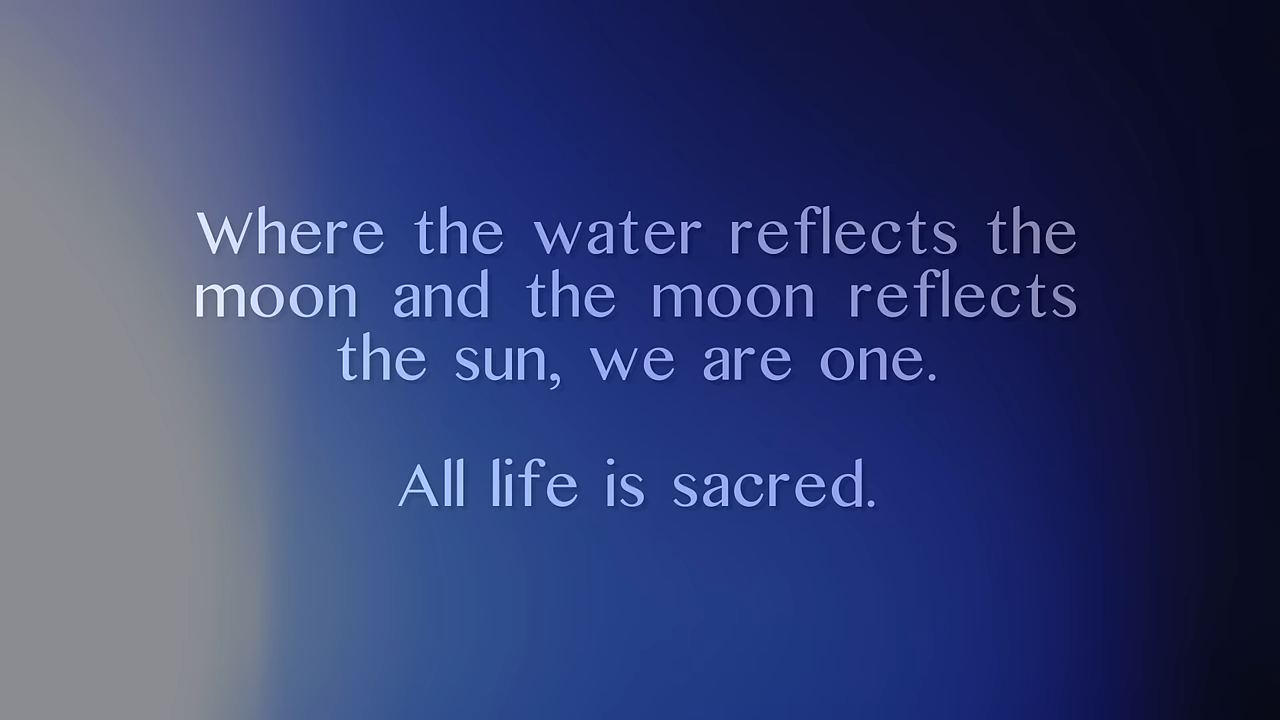 Where the water reflects the
moon and the moon reflects
the sun, we are one.
All life is sacred.